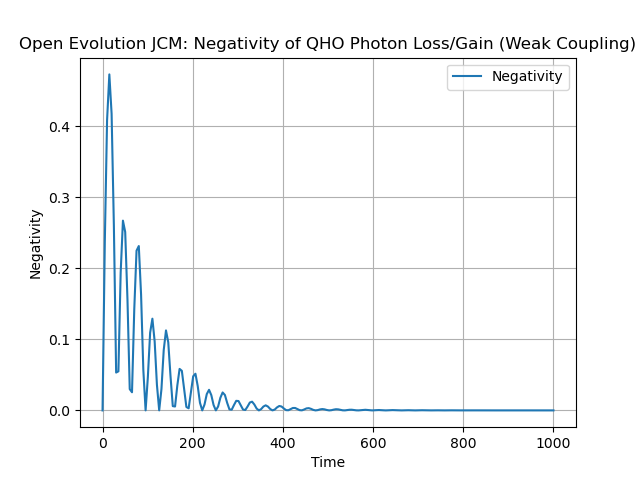 Open Evolution JCM: Negativity of QHO Photon Loss/Gain (Weak Coupling)
Negativity
Negativity
0.4
0.3
0.2
0.1
0.0
0 200 400 600 800 1000
Time